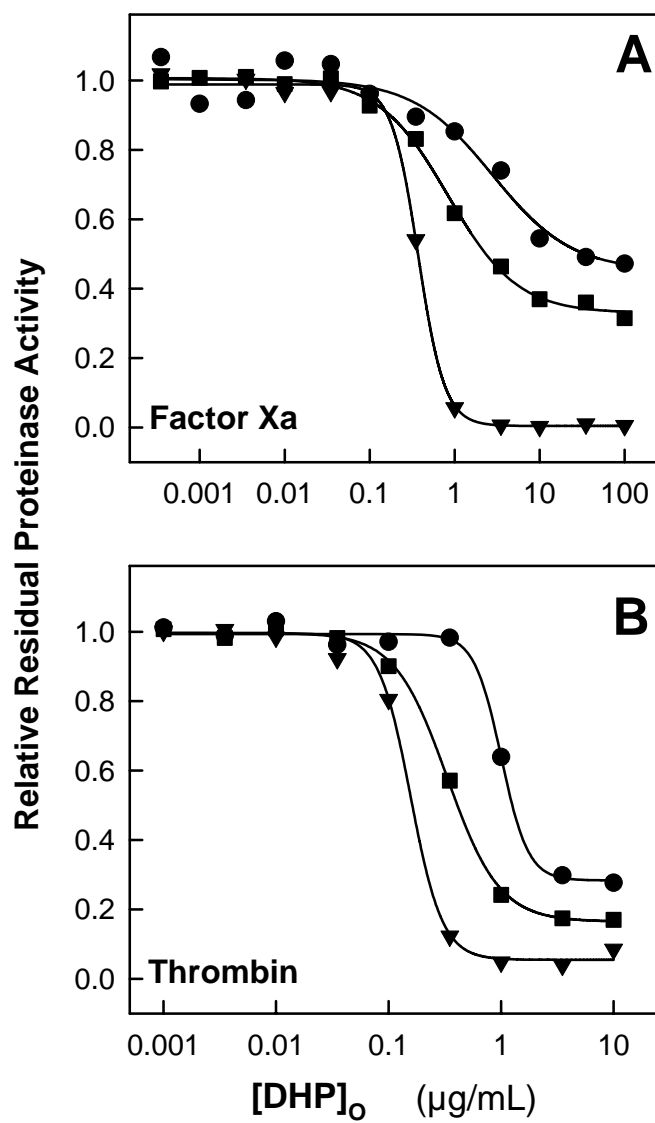 A
1.0
0.8
0.6
0.4
0.2
0.0
Factor Xa
0.001 0.01 0.1 1 10 100
Relative Residual Proteinase Activity
B
1.0
0.8
0.6
0.4
0.2
0.0
Thrombin
0.001 0.01 0.1 1 10
[DHP]O (µg/mL)